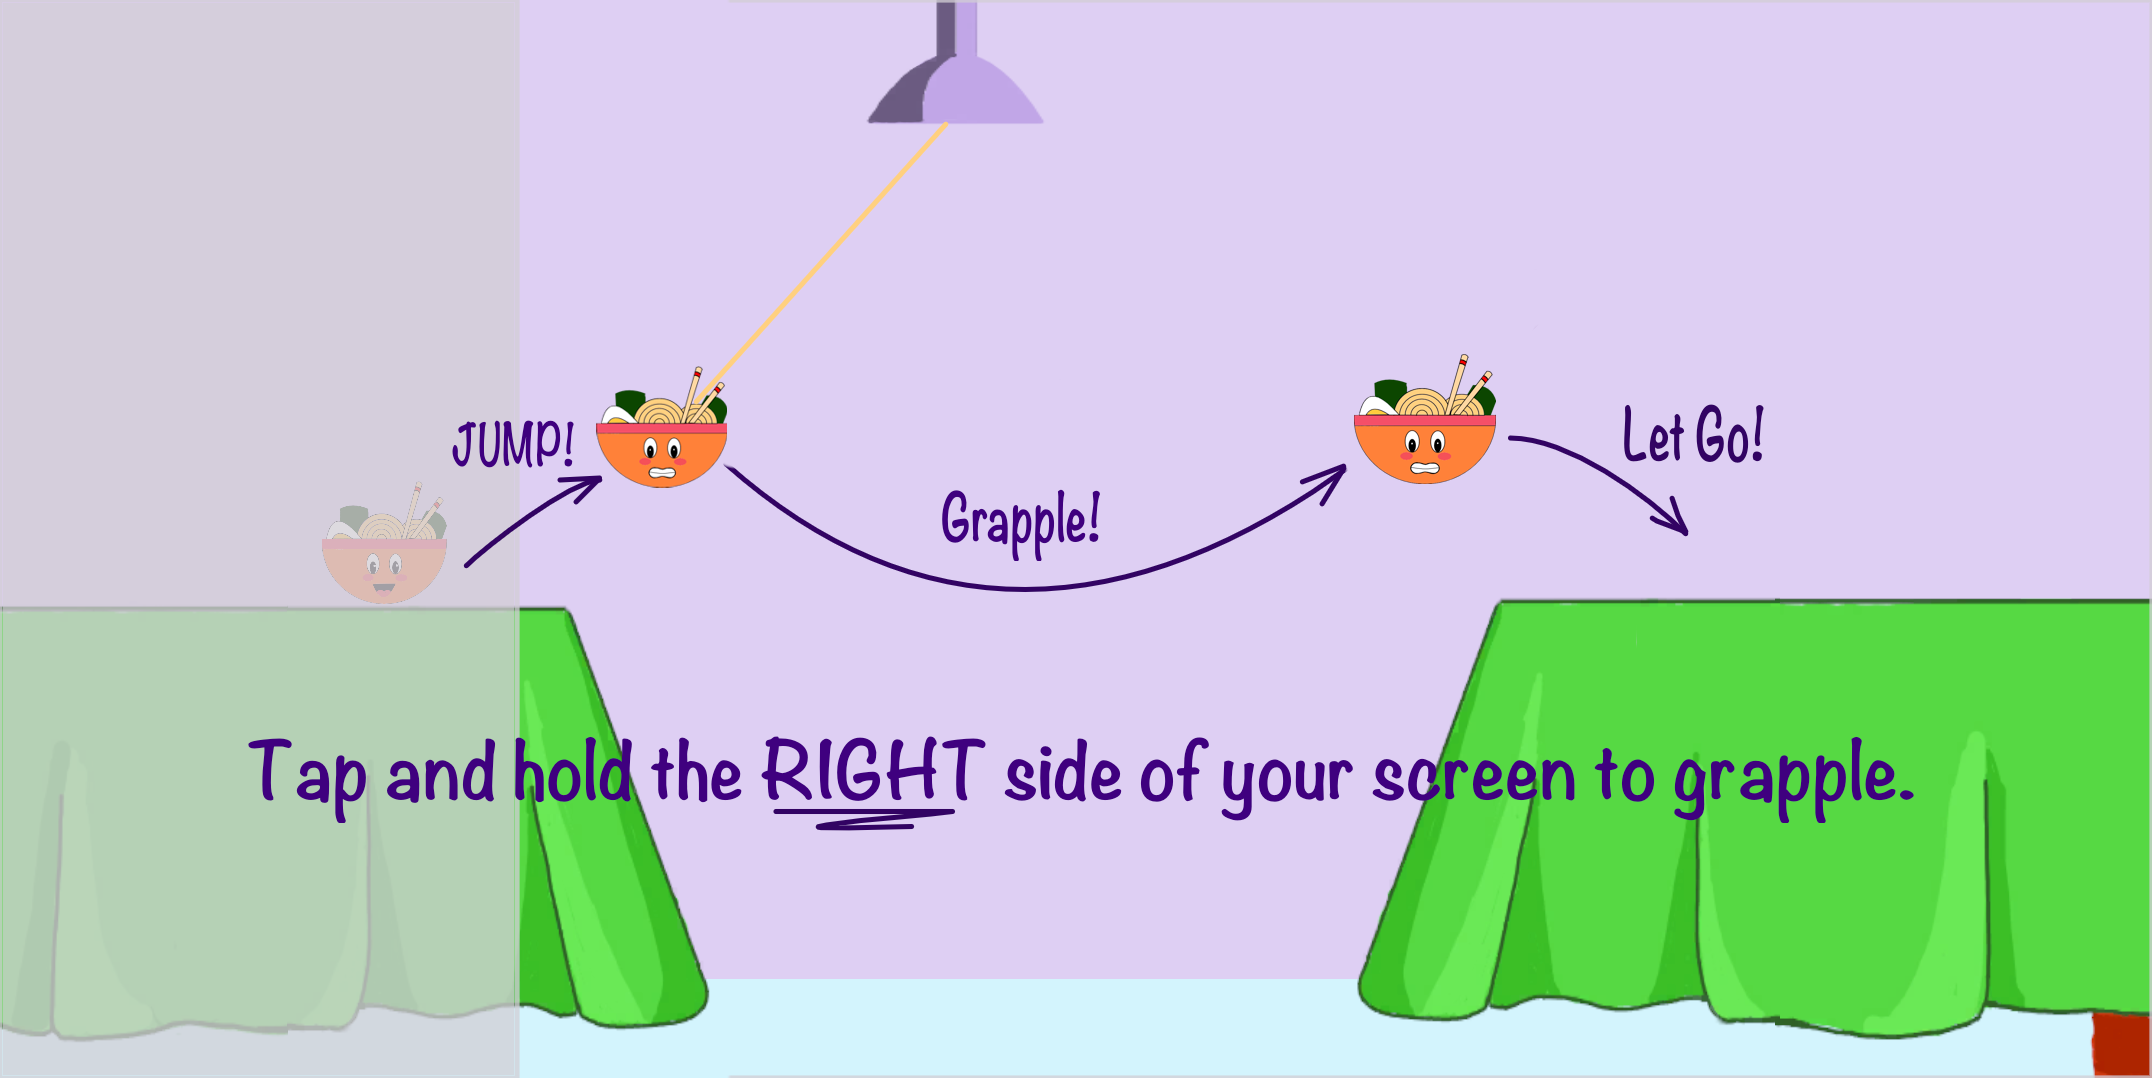 JUMP!
Grapple!
Let Go!
Tap and hold the RIGHT side of your screen to grapple.